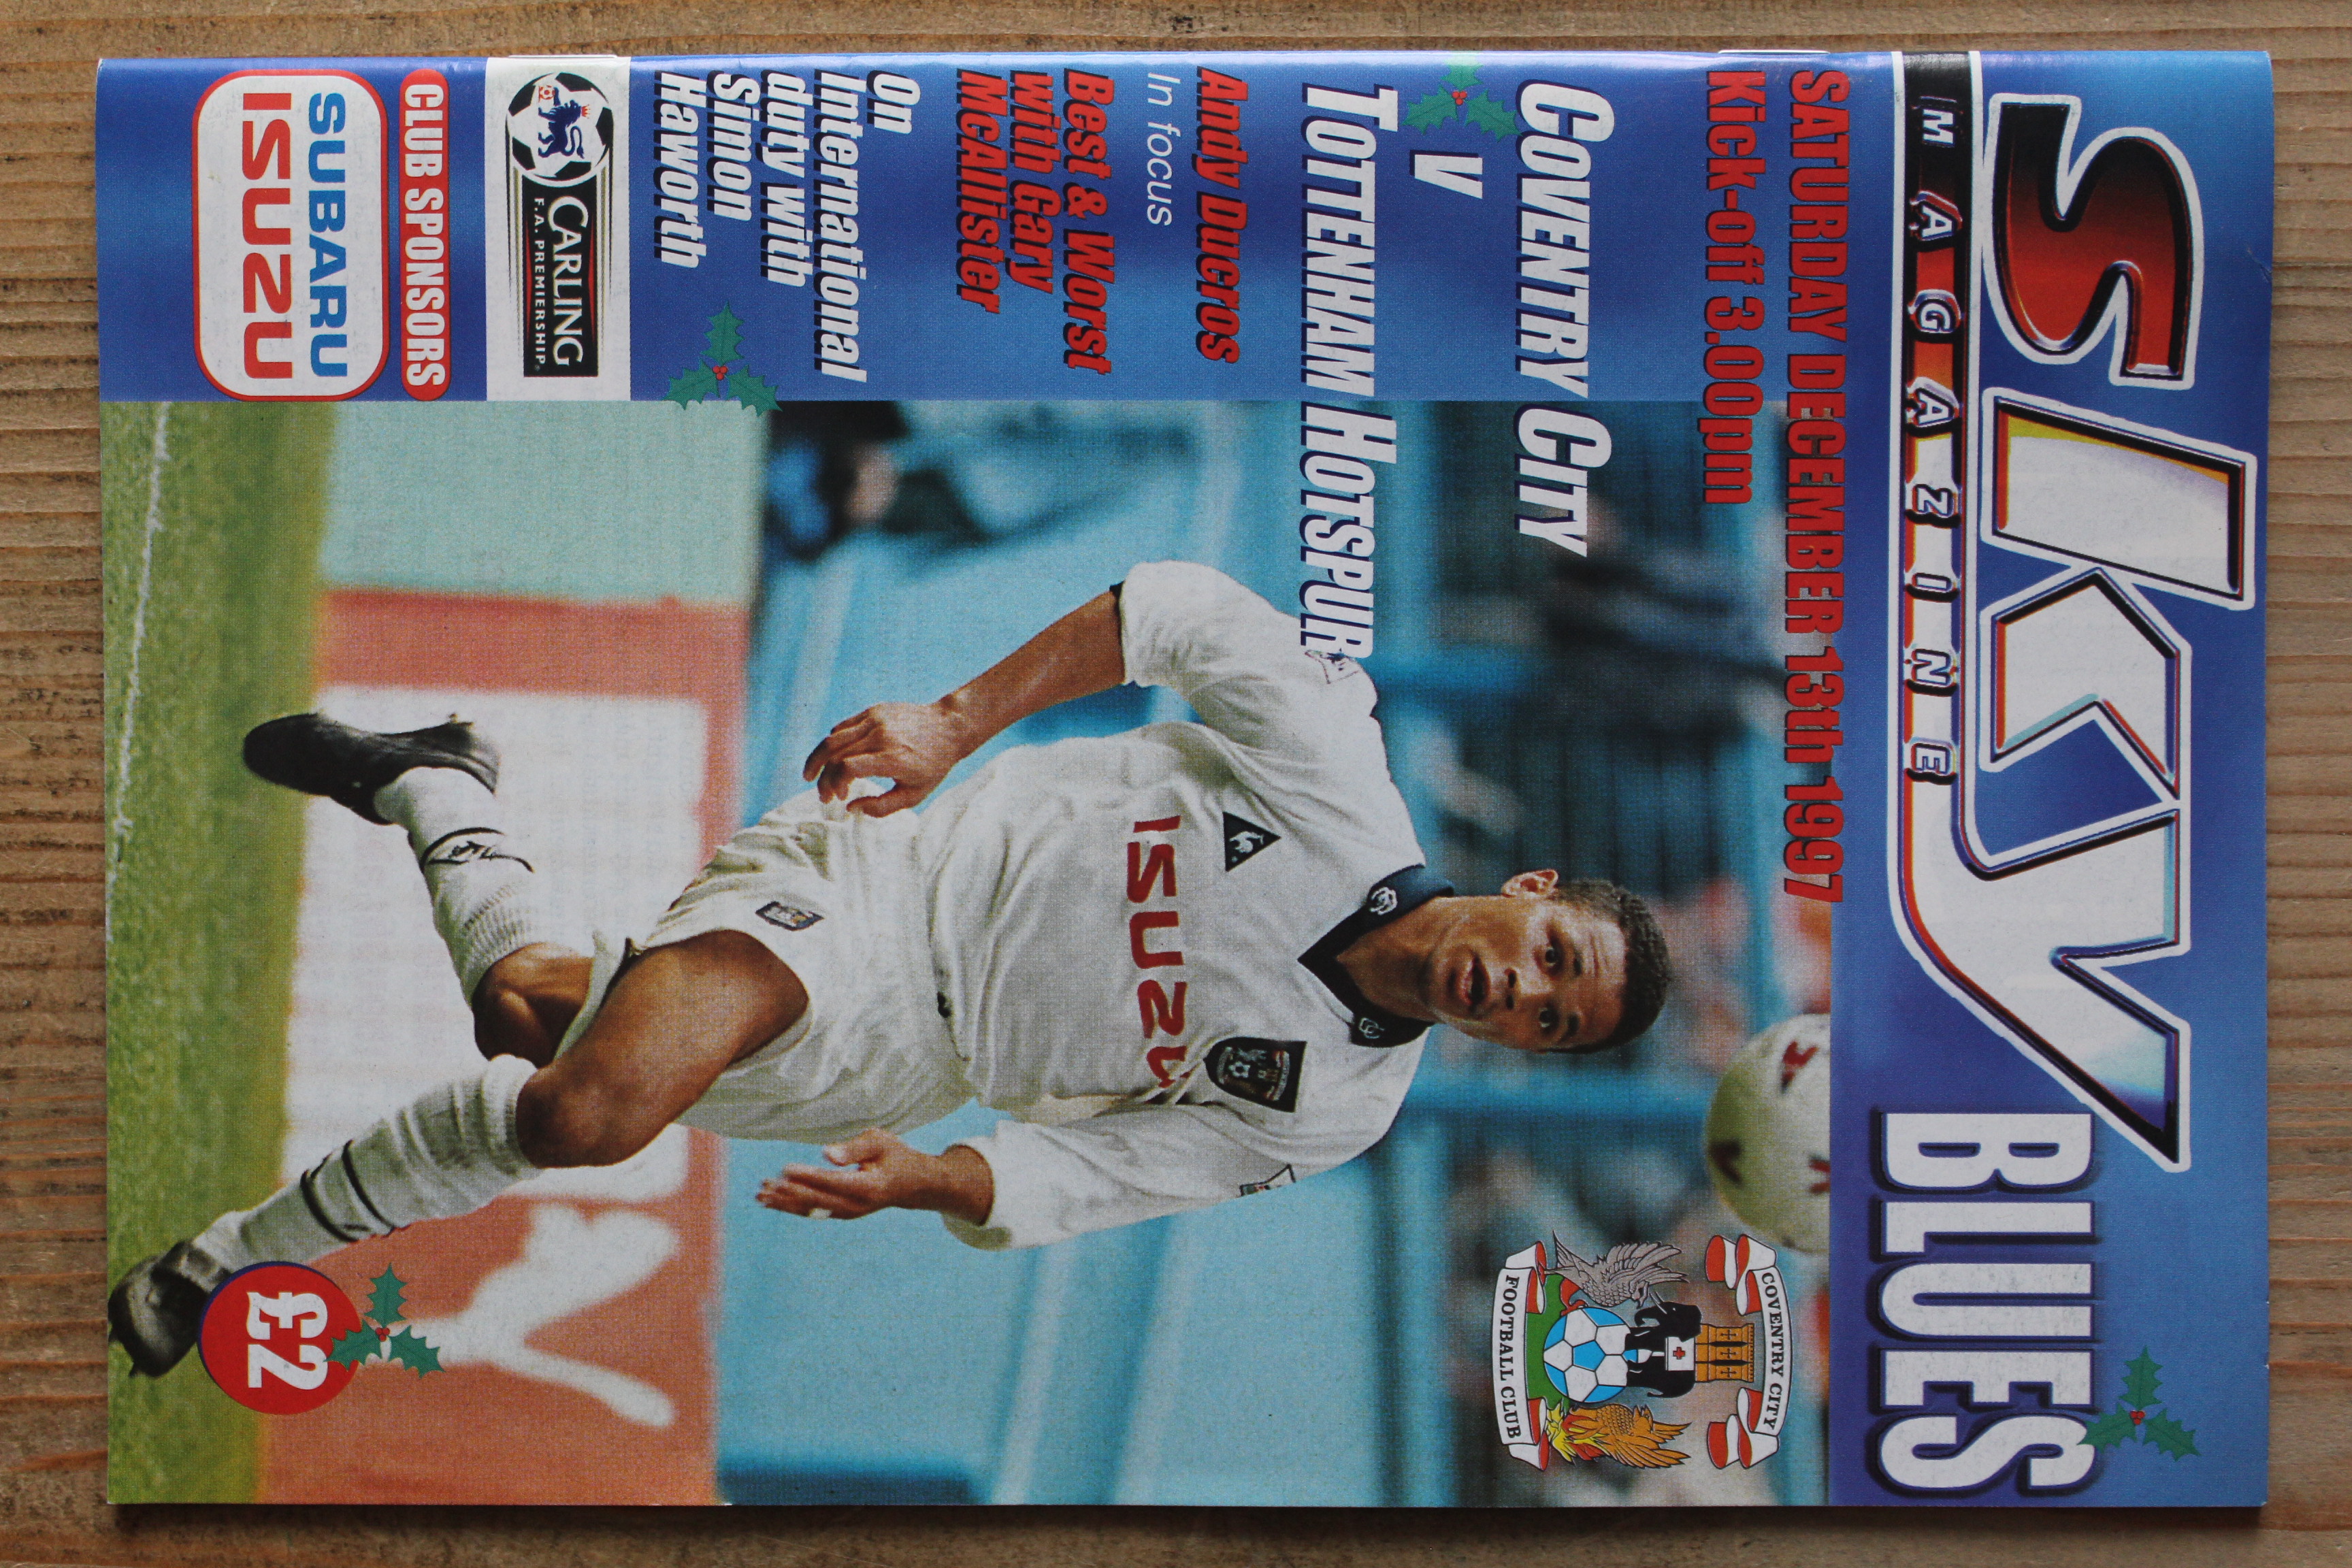 SKY BLUES
MAGAZINE
SATURDAY DECEMBER 13th 1997
Kick-off 3.00pm
COVENTRY CITY
V
TOTTENHAM HOTSPUR
Andy Ducros
In focus
Best & Worst
with Gary
McAllister
On
International
duty with
Simon
Haworth
CARLING
F.A. PREMIERSHIP
CLUB SPONSORS
SUBARU
ISUZU
COVENTRY CITY
FOOTBALL CLUB
ISUZU
£2